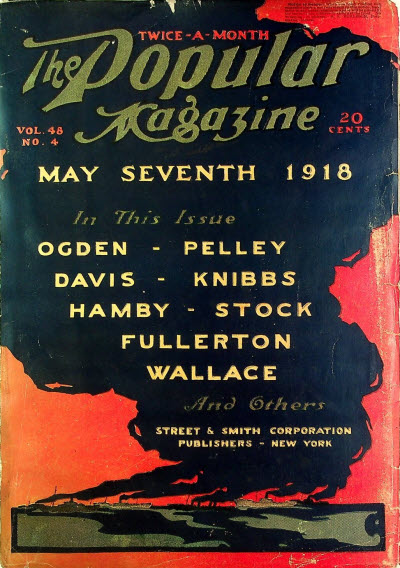 TWICE-A-MONTH
The Popular
Magazine
VOL. 48
NO. 4
20
CENTS
MAY SEVENTH 1918
In This Issue
OGDEN - PELLEY
DAVIS - KNIBBS
HAMBY - STOCK
FULLERTON
WALLACE
And Others
STREET & SMITH CORPORATION
PUBLISHERS - NEW YORK